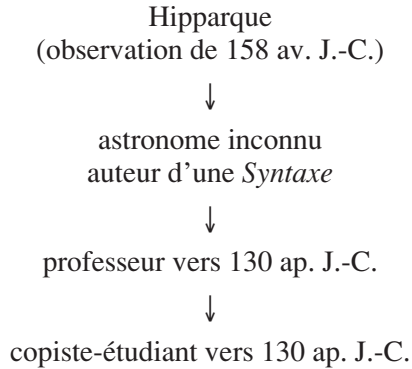 Hipparque
(observation de 158 av. J.-C.)
↓
astronome inconnu
auteur d’une Syntaxe
↓
professeur vers 130 ap. J.-C.
↓
copiste-étudiant vers 130 ap. J.-C.